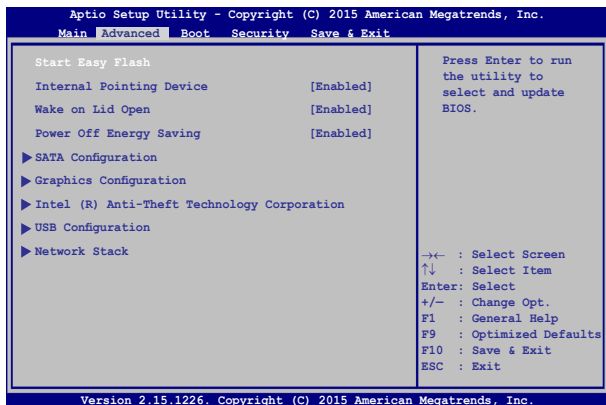 Aptio Setup Utility - Copyright (C) 2015 American Megatrends, Inc.
Main Advanced Boot Security Save & Exit
Start Easy Flash
Internal Pointing Device [Enabled]
Wake on Lid Open [Enabled]
Power Off Energy Saving [Enabled]
SATA Configuration
Graphics Configuration
Intel (R) Anti-Theft Technology Corporation
USB Configuration
Network Stack
Press Enter to run
the utility to
select and update
BIOS.
→← : Select Screen
↑↓ : Select Item
Enter: Select
+/— : Change Opt.
F1 : General Help
F9 : Optimized Defaults
F10 : Save & Exit
ESC : Exit
Version 2.15.1226. Copyright (C) 2015 American Megatrends, Inc.